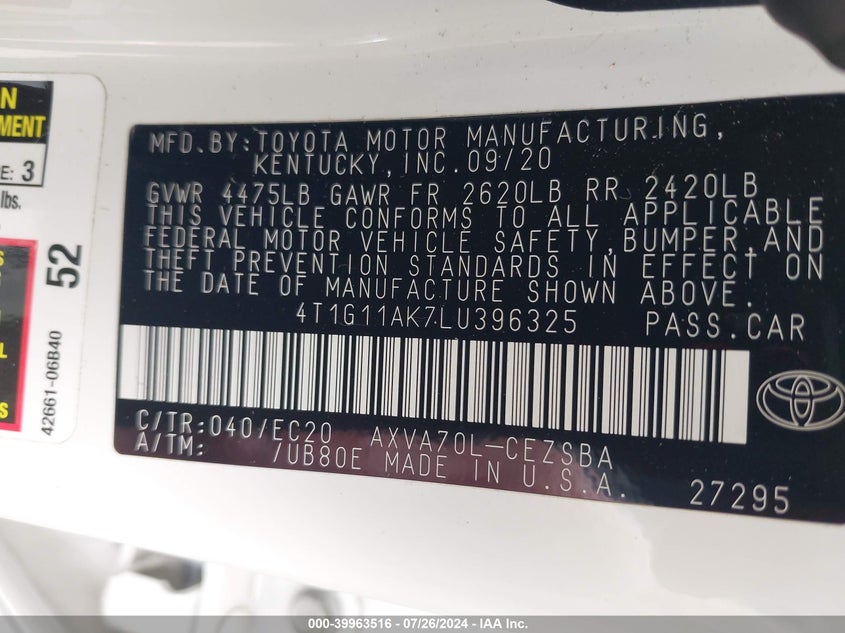 N
MENT
E: 3
lbs.
S
L
S
52
42661-06B40
MFD.BY:TOYOTA MOTOR MANUFACTURING,
KENTUCKY,INC.09/20
GVWR 4475LB GAWR FR 2620LB RR 2420LB
THIS VEHICLE CONFORMS TO ALL APPLICABLE
FEDERAL MOTOR VEHICLE SAFETY,BUMPER,AND
THEFT PREVENTION STANDARDS IN EFFECT ON
THE DATE OF MANUFACTURE SHOWN ABOVE.
4T1G11AK7LU396325 PASS.CAR
C/TR:040/EC20 AXVA70L-CEZSBA
A/TM: /UB80E MADE IN U.S.A.
27295
000-39963516 - 07/26/2024 - IAA Inc.